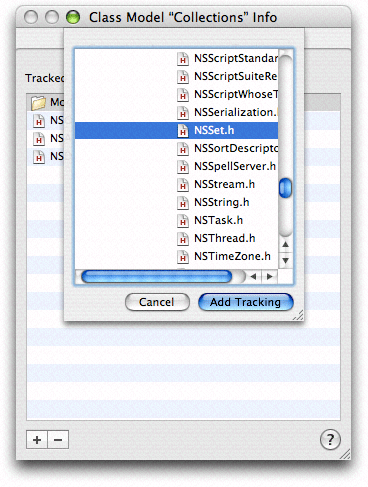 Class Model “Collections” Info
Tracked
Mo
NS
NS
NS
NSScriptStandar
NSScriptSuiteRe
NSScriptWhoseT
NSSerialization.
NSSet.h
NSSortDescripto
NSSpellServer.h
NSStream.h
NSString.h
NSTask.h
NSThread.h
NSTimeZone.h
Cancel
Add Tracking
+
−
?